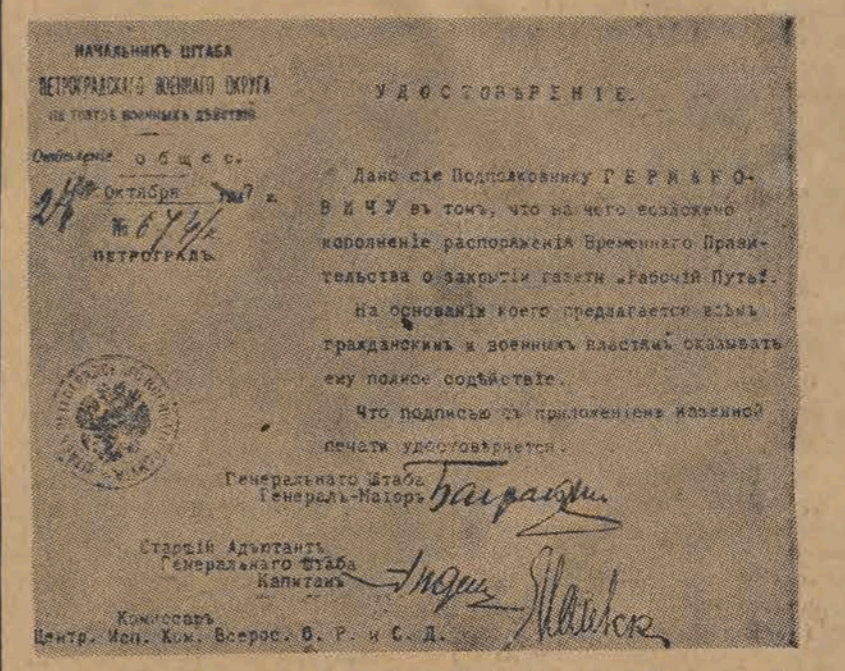 НАЧАЛЬНИКЪ ШТАБА
ПЕТРОГРАДСКАГО ВОЕННАГО ОКРУГА
на театрѣ военныхъ дѣйствій
Отдѣленіе общес.
24 Октября 1917 г.
№
ПЕТРОГРАДЪ
УДОСТОВѢРЕНІЕ.
Дано сіе Подполковнику ГЕРМАНО-
ВИЧУ въ томъ, что на него возложено
исполненіе распоряженія Временнаго Прави-
тельства о закрытіи газеты „Рабочій Путь".
На основаніи коего предлагается всѣмъ
гражданскимъ и военнымъ властямъ оказывать
ему полное содѣйствіе.
Что подписью съ приложеніемъ казенной
печати удостовѣряется.
Генеральнаго Штаба
Генералъ-Маіоръ Багратуни
Старшій Адъютантъ
Генеральнаго Штаба
Капитанъ
Комиссаръ
Центр. Исп. Ком. Всерос. С. Р. и С. Д.